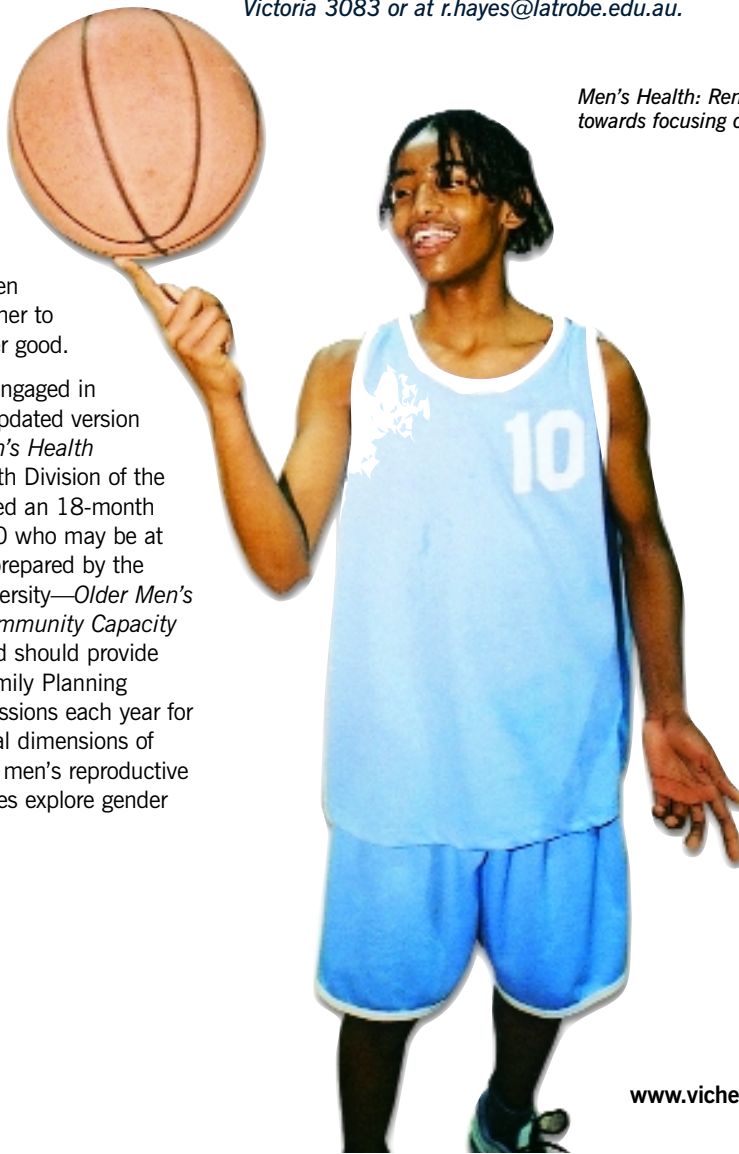 Victoria 3083 or at r.hayes@latrobe.edu.au.
Men's Health: Ren
towards focusing o
en
her to
r good.
ngaged in
pdated version
n's Health
th Division of the
ed an 18-month
0 who may be at
prepared by the
ersity—Older Men's
mmunity Capacity
d should provide
mily Planning
ssions each year for
al dimensions of
men's reproductive
es explore gender
10
www.viche